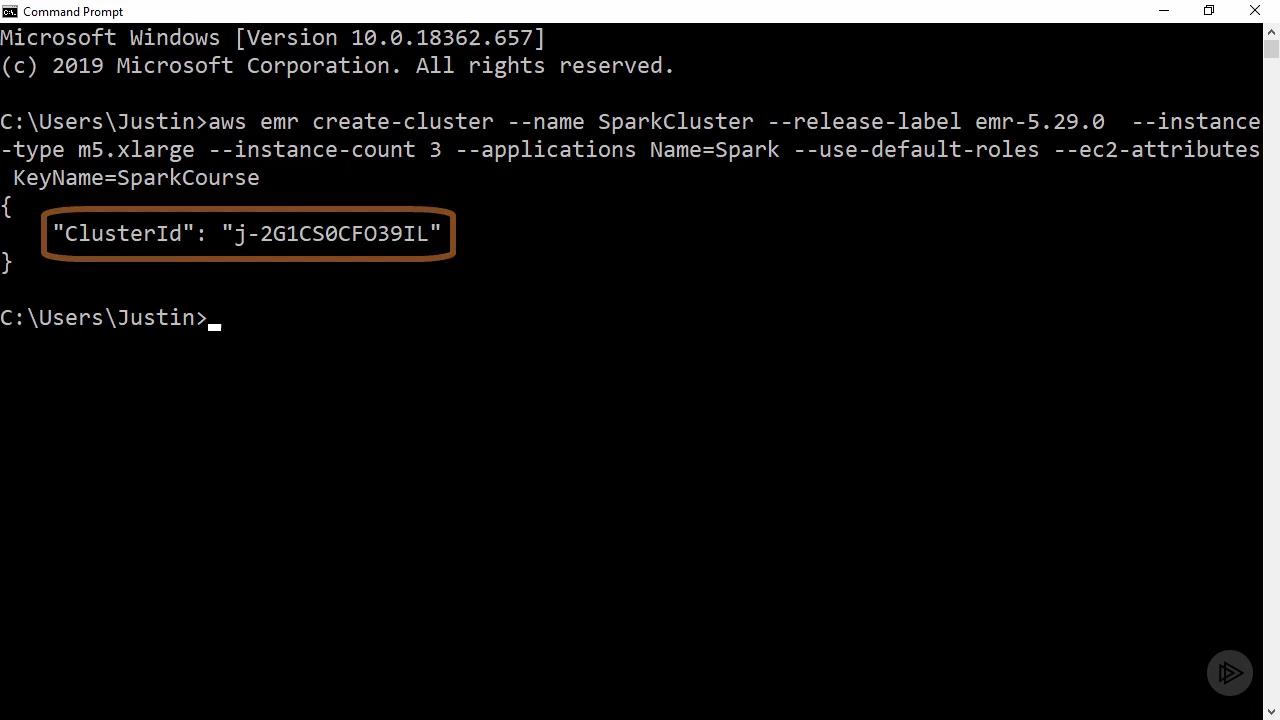 Command Prompt
Microsoft Windows [Version 10.0.18362.657]
(c) 2019 Microsoft Corporation. All rights reserved.
C:\Users\Justin>aws emr create-cluster --name SparkCluster --release-label emr-5.29.0  --instance
-type m5.xlarge --instance-count 3 --applications Name=Spark --use-default-roles --ec2-attributes
 KeyName=SparkCourse
{
    "ClusterId": "j-2G1CS0CFO39IL"
}
C:\Users\Justin>